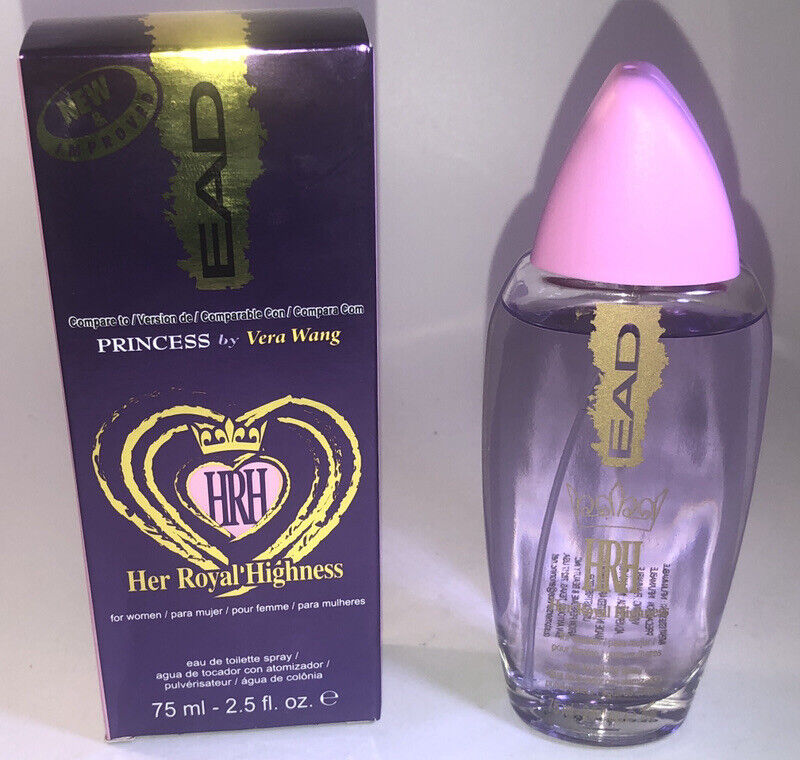 NEW
&
IMPROVED
EAD
Compare to / Version de / Comparable Con / Compara Com
PRINCESS by Vera Wang
HRH
Her Royal Highness
for women / para mujer / pour femme / para mulheres
eau de toilette spray /
agua de tocador con atomizador /
pulvérisateur / água de colônia
75 ml - 2.5 fl. oz. ℮
EAD
HRH